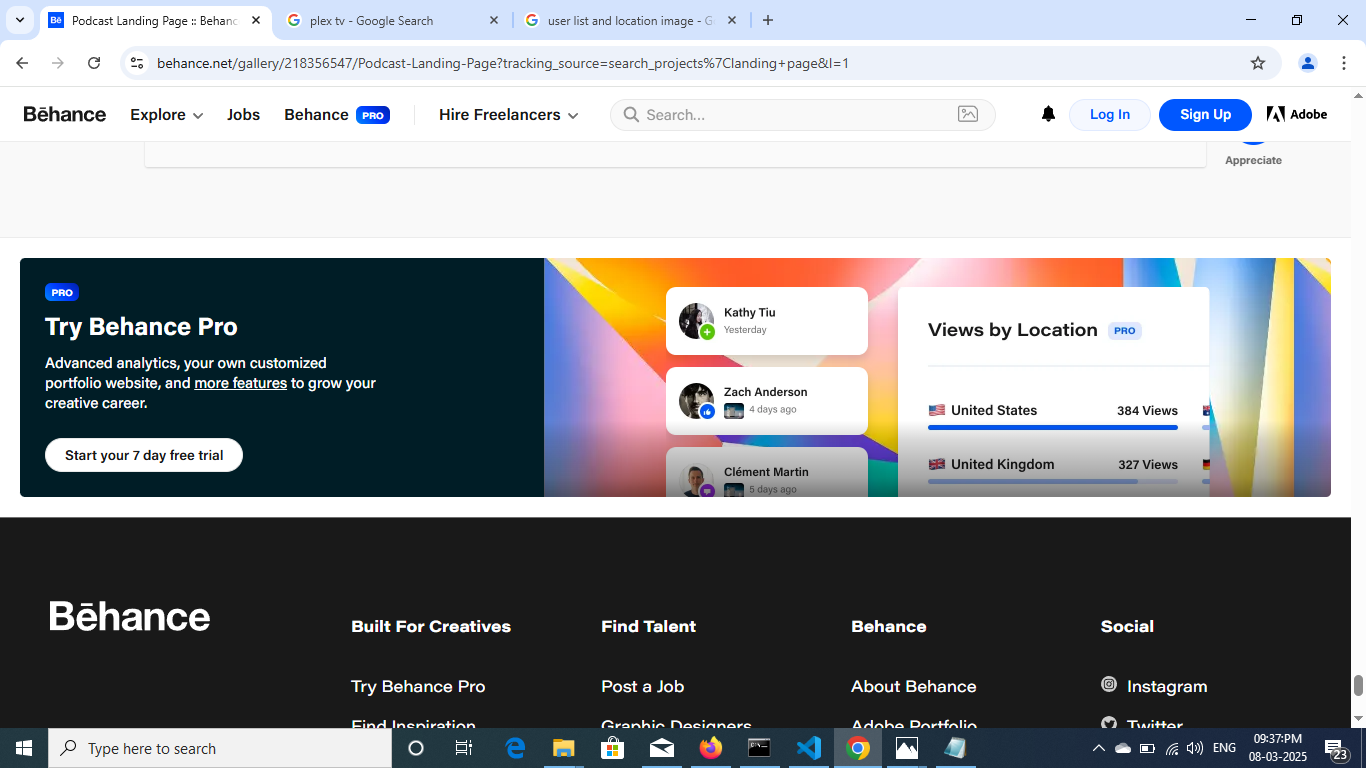 Podcast Landing Page :: Behanc
plex tv - Google Search
user list and location image - G
behance.net/gallery/218356547/Podcast-Landing-Page?tracking_source=search_projects%7Clanding+page&l=1
Bēhance
Explore
Jobs
Behance PRO
Hire Freelancers
Search...
Log In
Sign Up
Adobe
Appreciate
PRO
Try Behance Pro
Advanced analytics, your own customized
portfolio website, and more features to grow your
creative career.
Start your 7 day free trial
Kathy Tiu
Yesterday
Zach Anderson
4 days ago
Clément Martin
5 days ago
Views by Location PRO
United States 384 Views
United Kingdom 327 Views
Bēhance
Built For Creatives
Try Behance Pro
Find Inspiration
Find Talent
Post a Job
Graphic Designers
Behance
About Behance
Adobe Portfolio
Social
Instagram
Twitter
Type here to search
ENG
09:37:PM
08-03-2025
23